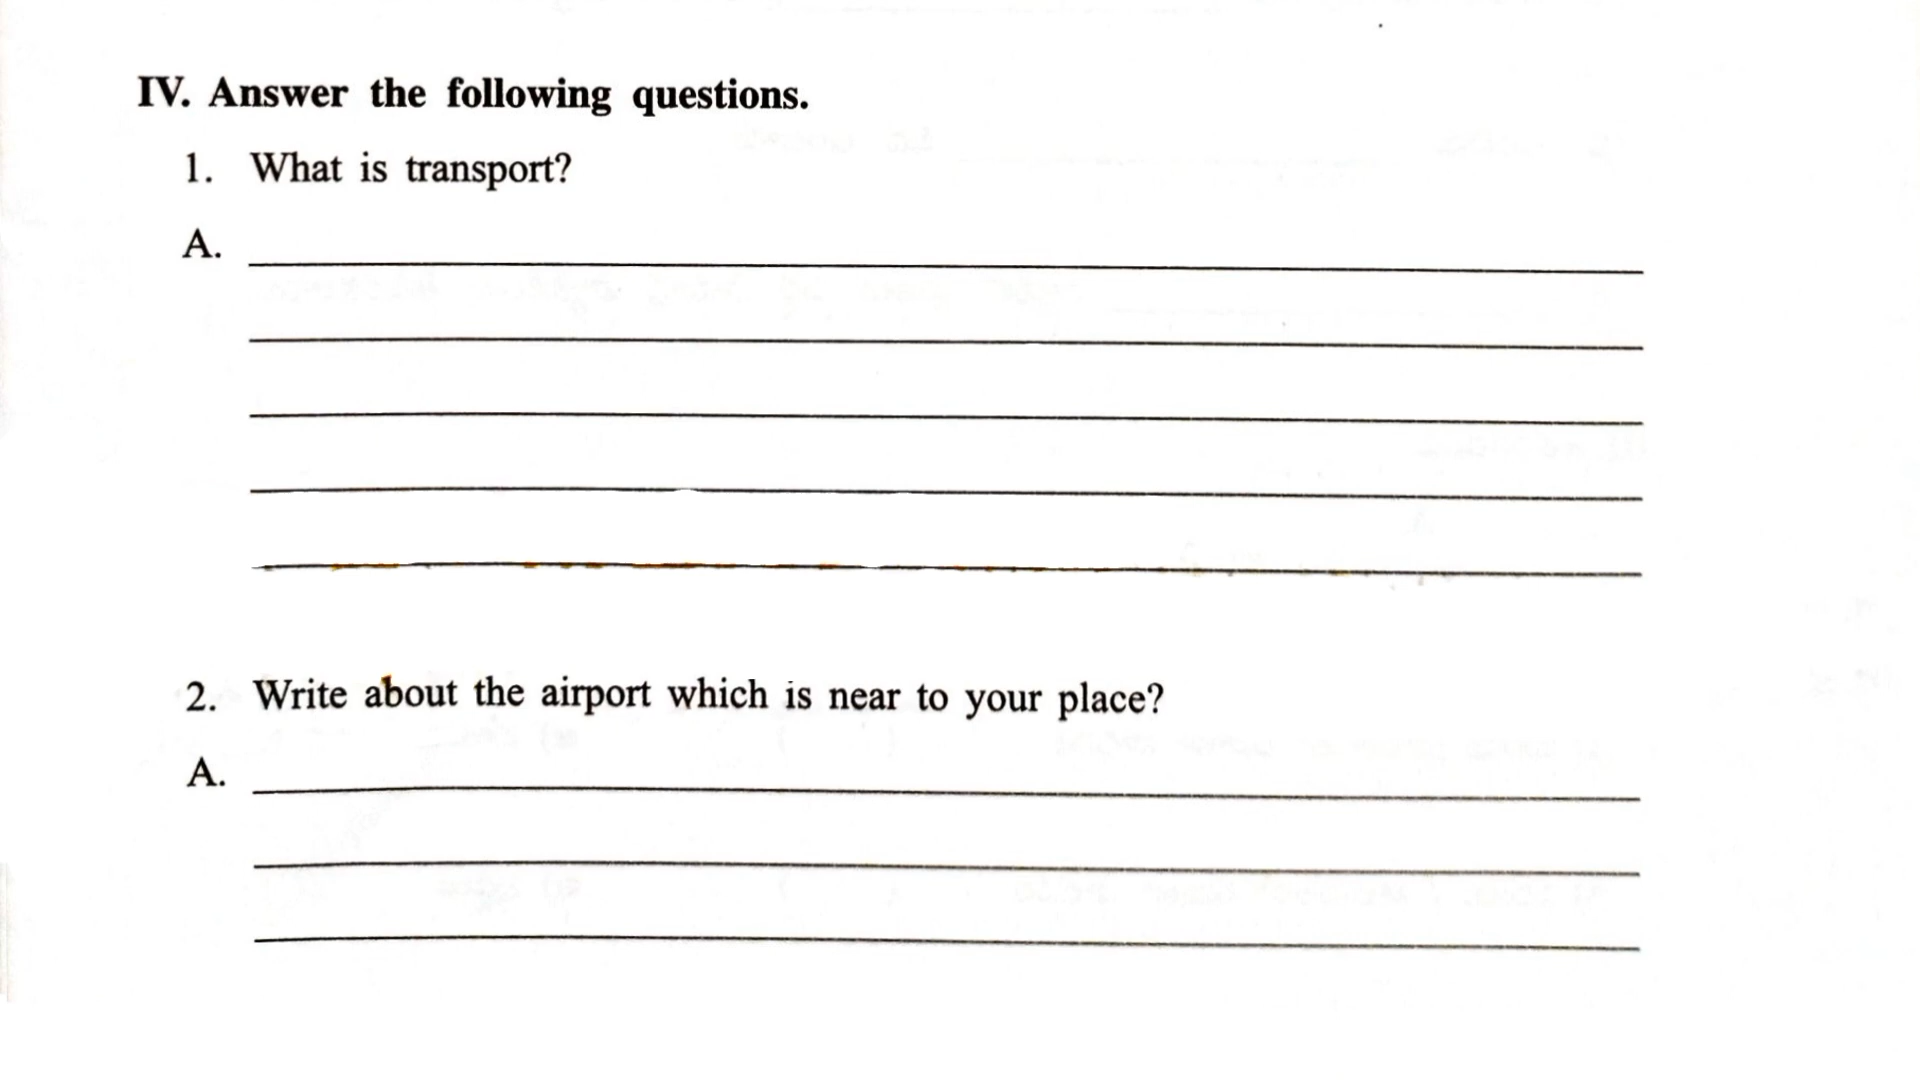 IV. Answer the following questions.
1. What is transport?
A.
2. Write about the airport which is near to your place?
A.